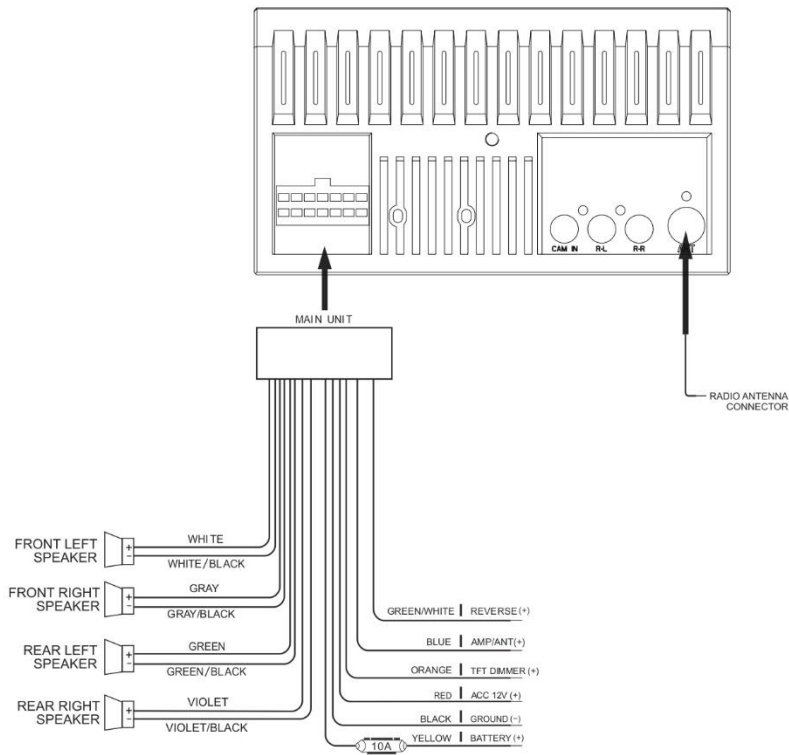 CAM IN
R-L
R-R
ANT
MAIN UNIT
RADIO ANTENNA
CONNECTOR
FRONT LEFT
SPEAKER
+
−
WHITE
WHITE/BLACK
FRONT RIGHT
SPEAKER
+
−
GRAY
GRAY/BLACK
REAR LEFT
SPEAKER
+
−
GREEN
GREEN/BLACK
REAR RIGHT
SPEAKER
+
−
VIOLET
VIOLET/BLACK
GREEN/WHITE | REVERSE (+)
BLUE | AMP/ANT(+)
ORANGE | TFT DIMMER (+)
RED | ACC 12V (+)
BLACK | GROUND (−)
10A YELLOW | BATTERY (+)